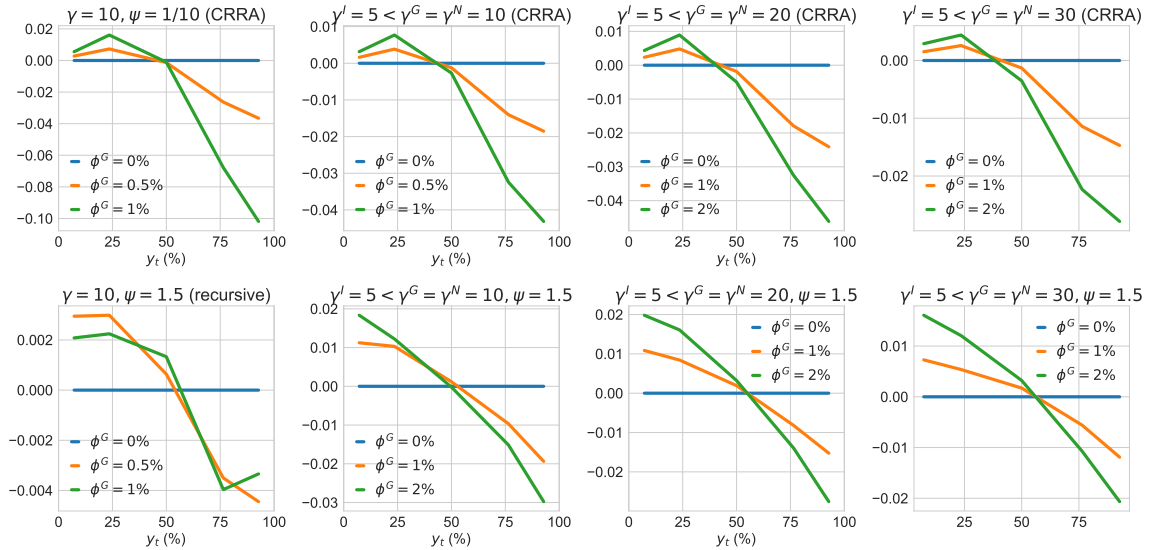 γ = 10, ψ = 1/10 (CRRA)
0.02
0.00
−0.02
−0.04
−0.06
−0.08
−0.10
ϕ^G = 0%
ϕ^G = 0.5%
ϕ^G = 1%
0 25 50 75 100
y_t (%)
γ^I = 5 < γ^G = γ^N = 10 (CRRA)
0.01
0.00
−0.01
−0.02
−0.03
−0.04
ϕ^G = 0%
ϕ^G = 0.5%
ϕ^G = 1%
0 25 50 75 100
y_t (%)
γ^I = 5 < γ^G = γ^N = 20 (CRRA)
0.01
0.00
−0.01
−0.02
−0.03
−0.04
ϕ^G = 0%
ϕ^G = 1%
ϕ^G = 2%
0 25 50 75 100
y_t (%)
γ^I = 5 < γ^G = γ^N = 30 (CRRA)
0.00
−0.01
−0.02
ϕ^G = 0%
ϕ^G = 1%
ϕ^G = 2%
25 50 75
γ = 10, ψ = 1.5 (recursive)
0.002
0.000
−0.002
−0.004
ϕ^G = 0%
ϕ^G = 0.5%
ϕ^G = 1%
0 25 50 75 100
y_t (%)
γ^I = 5 < γ^G = γ^N = 10, ψ = 1.5
0.02
0.01
0.00
−0.01
−0.02
−0.03
ϕ^G = 0%
ϕ^G = 1%
ϕ^G = 2%
0 25 50 75 100
y_t (%)
γ^I = 5 < γ^G = γ^N = 20, ψ = 1.5
0.02
0.01
0.00
−0.01
−0.02
ϕ^G = 0%
ϕ^G = 1%
ϕ^G = 2%
0 25 50 75 100
y_t (%)
γ^I = 5 < γ^G = γ^N = 30, ψ = 1.5
0.01
0.00
−0.01
−0.02
ϕ^G = 0%
ϕ^G = 1%
ϕ^G = 2%
25 50 75